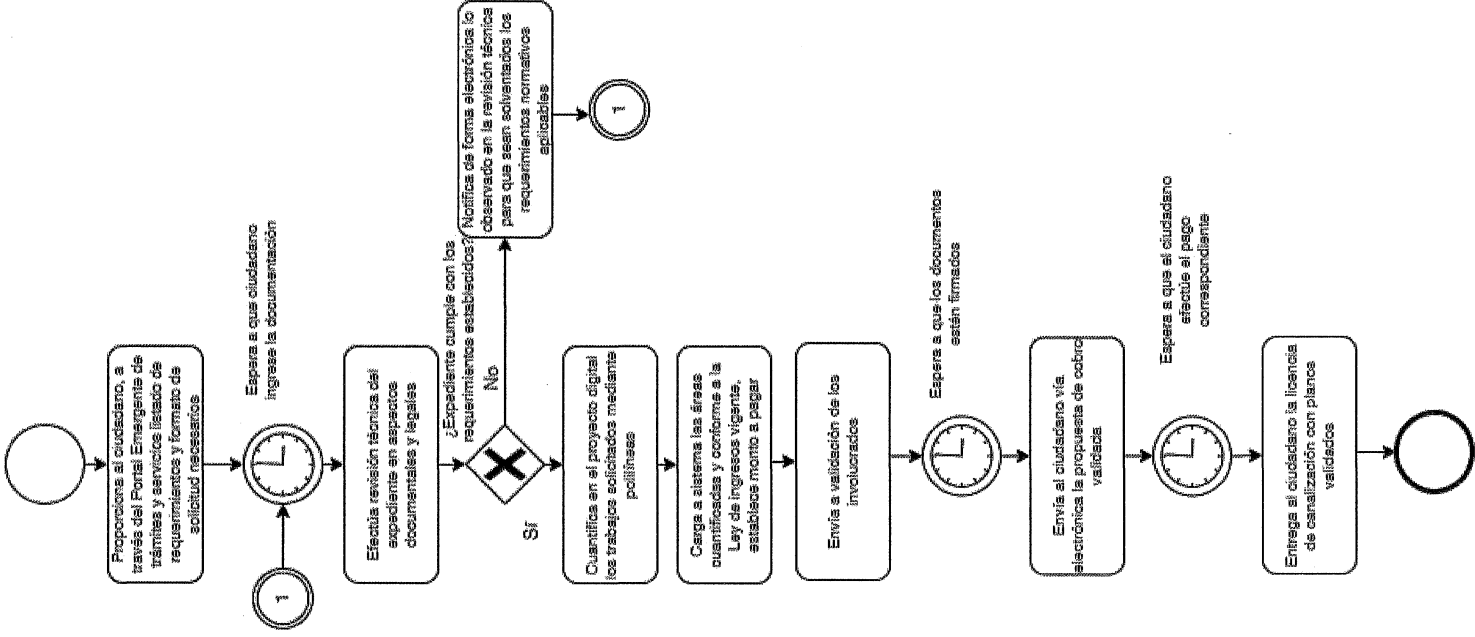 Proporciona al ciudadano, a
través del Portal Emergente de
trámites y servicios listado de
requerimientos y formato de
solicitud necesarios
Espera a que ciudadano
ingrese la documentación
1
Efectúa revisión técnica del
expediente en aspectos
documentales y legales
¿Expediente cumple con los
requerimientos establecidos?
No
Notifica de forma electrónica lo
observado en la revisión técnica
para que sean solventados los
requerimientos normativos
aplicables
1
Sí
Cuantifica en el proyecto digital
los trabajos solicitados mediante
polilíneas
Carga a sistema las áreas
cuantificadas y conforme a la
Ley de ingresos vigente,
establece monto a pagar
Envía a validación de los
involucrados
Espera a que los documentos
estén firmados
Envía al ciudadano vía
electrónica la propuesta de cobro
validada
Espera a que el ciudadano
efectúe el pago
correspondiente
Entrega al ciudadano la licencia
de canalización con planos
validados